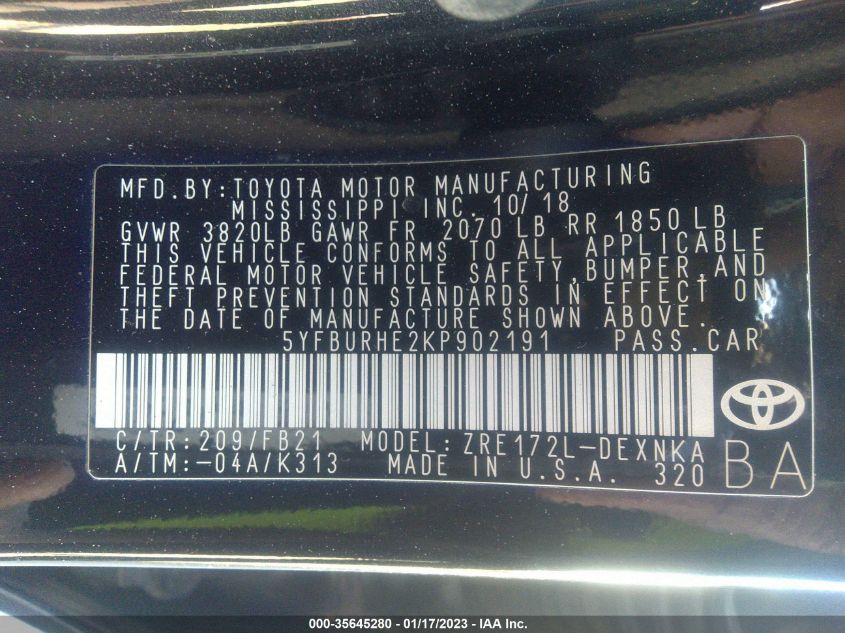 MFD.BY:TOYOTA MOTOR MANUFACTURING
MISSISSIPPI INC. 10/18
GVWR 3820LB GAWR FR 2070 LB RR 1850 LB
THIS VEHICLE CONFORMS TO ALL APPLICABLE
FEDERAL MOTOR VEHICLE SAFETY,BUMPER,AND
THEFT PREVENTION STANDARDS IN EFFECT ON
THE DATE OF MANUFACTURE SHOWN ABOVE.
5YFBURHE2KP902191 PASS.CAR
C/TR:209/FB21 MODEL:ZRE172L-DEXNKA
A/TM:-04A/K313 MADE IN U.S.A. 320
BA
000-35645280 - 01/17/2023 - IAA Inc.